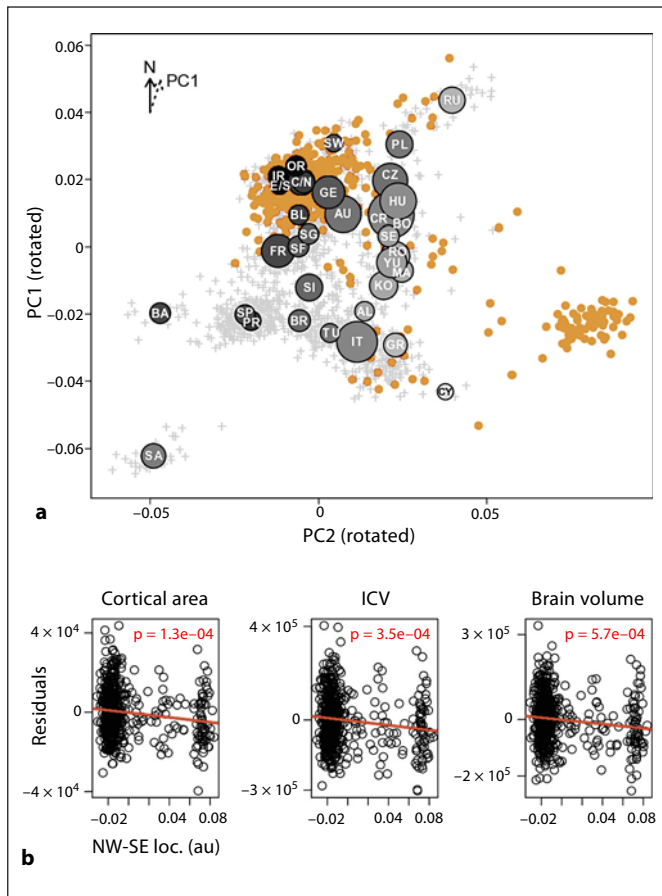 0.06
0.04
0.02
0
−0.02
−0.04
−0.06
PC1 (rotated)
N
PC1
RU
SW
PL
OR
IR
E/S
C/N
GE
CZ
HU
AU
CR
BO
BL
SG
SE
FR
SF
RO
YU
MA
KO
SI
BA
SP
PR
BR
AL
TU
IT
GR
CY
SA
−0.05
0
0.05
PC2 (rotated)
a
Cortical area
ICV
Brain volume
p = 1.3e−04
p = 3.5e−04
p = 5.7e−04
4 × 10⁴
0
−4 × 10⁴
4 × 10⁵
0
−3 × 10⁵
3 × 10⁵
0
−2 × 10⁵
Residuals
−0.02 0.04 0.08
−0.02 0.04 0.08
−0.02 0.04 0.08
NW-SE loc. (au)
b